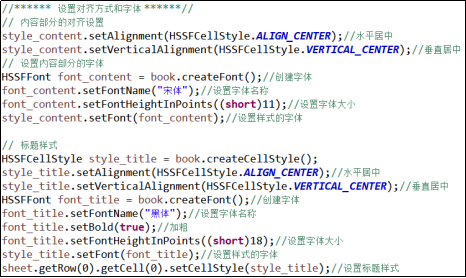 //****** 设置对齐方式和字体 ******//
// 内容部分的对齐设置
style_content.setAlignment(HSSFCellStyle.ALIGN_CENTER);//水平居中
style_content.setVerticalAlignment(HSSFCellStyle.VERTICAL_CENTER);//垂直居中
// 设置内容部分的字体
HSSFFont font_content = book.createFont();//创建字体
font_content.setFontName("宋体");//设置字体名称
font_content.setFontHeightInPoints((short)11);//设置字体大小
style_content.setFont(font_content);//设置样式的字体
// 标题样式
HSSFCellStyle style_title = book.createCellStyle();
style_title.setAlignment(HSSFCellStyle.ALIGN_CENTER);//水平居中
style_title.setVerticalAlignment(HSSFCellStyle.VERTICAL_CENTER);//垂直居中
HSSFFont font_title = book.createFont();//创建字体
font_title.setFontName("黑体");//设置字体名称
font_title.setBold(true);//加粗
font_title.setFontHeightInPoints((short)18);//设置字体大小
style_title.setFont(font_title);//设置样式的字体
sheet.getRow(0).getCell(0).setCellStyle(style_title);//设置标题样式